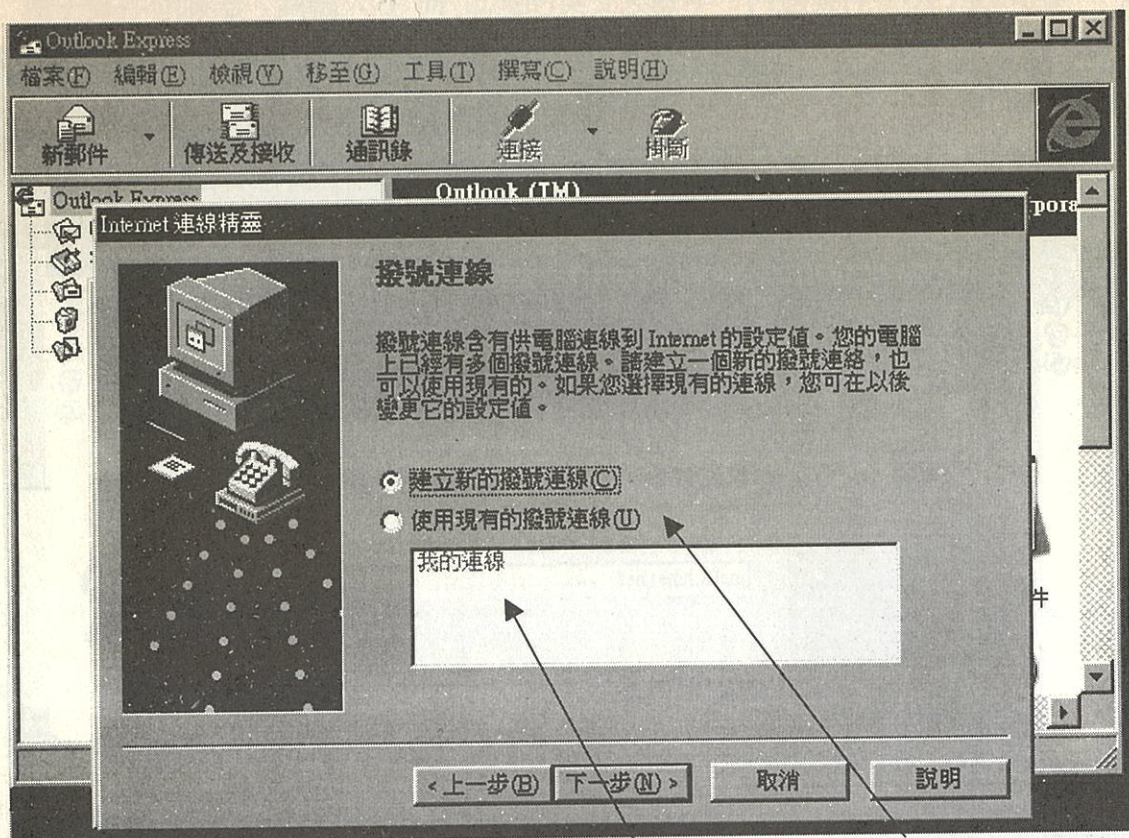 Outlook Express
檔案(F) 編輯(E) 檢視(V) 移至(G) 工具(T) 撰寫(C) 說明(H)
新郵件 傳送及接收 通訊錄 連接 掛斷
Outlook Express
Outlook (TM)
Internet 連線精靈
撥號連線
撥號連線含有供電腦連線到 Internet 的設定值。您的電腦
上已經有多個撥號連線。請建立一個新的撥號連絡,也
可以使用現有的。如果您選擇現有的連線,您可在以後
變更它的設定值。
建立新的撥號連線(C)
使用現有的撥號連線(U)
我的連線
件
<上一步(B) 下一步(N)> 取消 說明